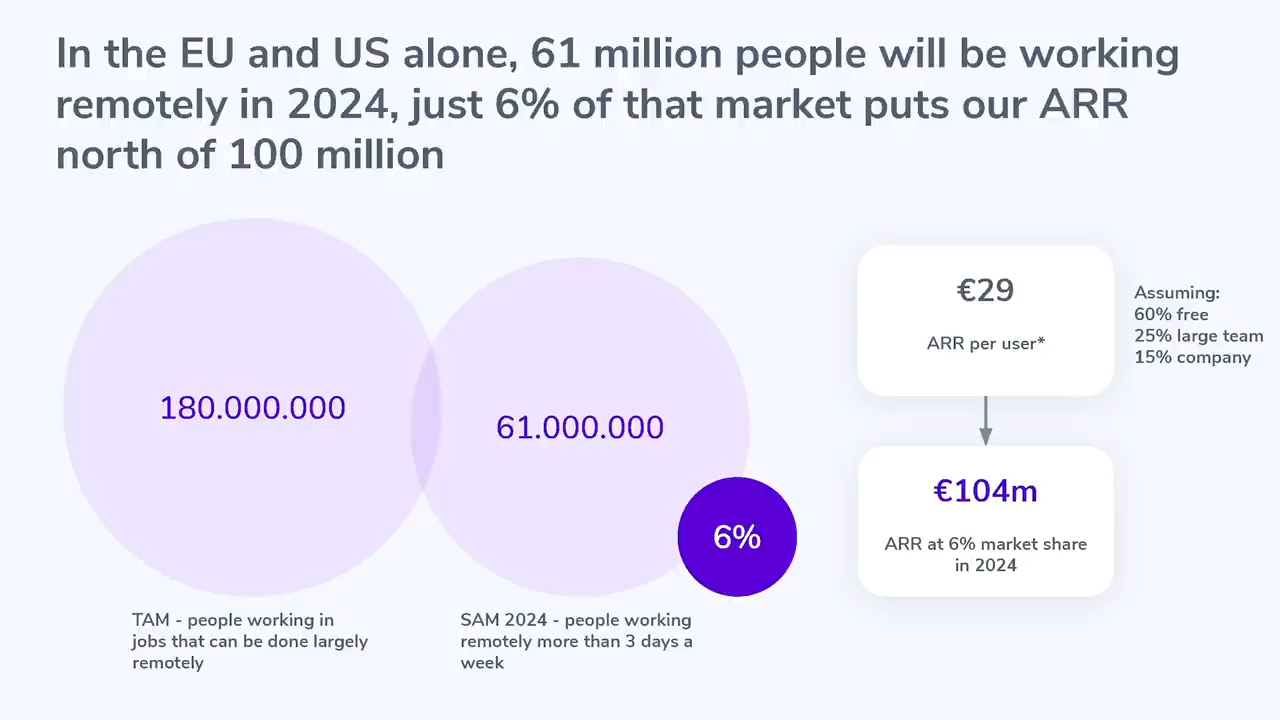 In the EU and US alone, 61 million people will be working
remotely in 2024, just 6% of that market puts our ARR
north of 100 million
180.000.000
61.000.000
6%
TAM - people working in
jobs that can be done largely
remotely
SAM 2024 - people working
remotely more than 3 days a
week
€29
ARR per user*
Assuming:
60% free
25% large team
15% company
€104m
ARR at 6% market share
in 2024